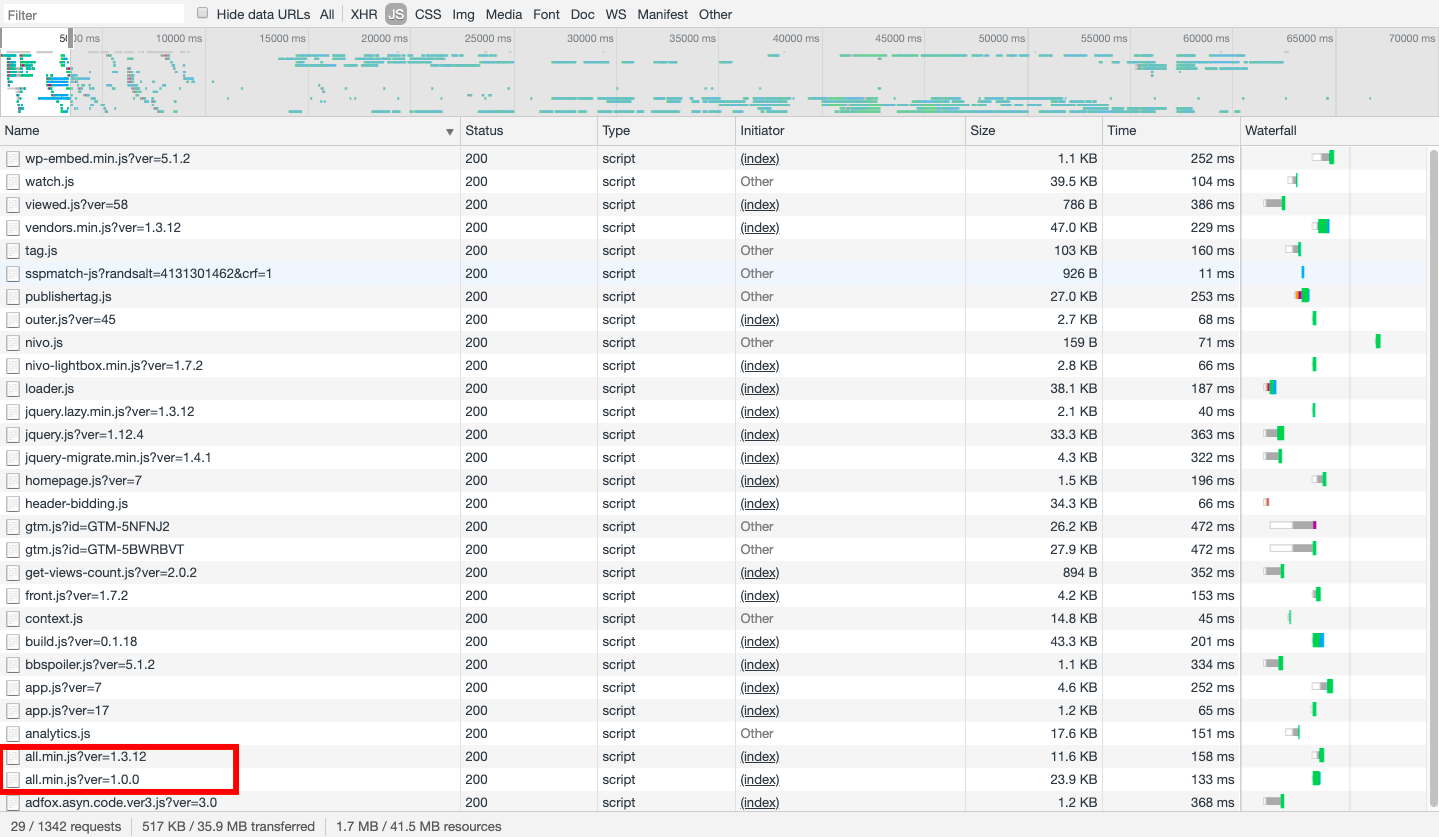 Filter Hide data URLs All XHR JS CSS Img Media Font Doc WS Manifest Other
10000 ms 15000 ms 20000 ms 25000 ms 30000 ms 35000 ms 40000 ms 45000 ms 50000 ms 55000 ms 60000 ms 65000 ms 70000 ms
Name Status Type Initiator Size Time Waterfall
wp-embed.min.js?ver=5.1.2 200 script (index) 1.1 KB 252 ms
watch.js 200 script Other 39.5 KB 104 ms
viewed.js?ver=58 200 script (index) 786 B 386 ms
vendors.min.js?ver=1.3.12 200 script (index) 47.0 KB 229 ms
tag.js 200 script Other 103 KB 160 ms
sspmatch-js?randsalt=4131301462&crf=1 200 script Other 926 B 11 ms
publishertag.js 200 script Other 27.0 KB 253 ms
outer.js?ver=45 200 script (index) 2.7 KB 68 ms
nivo.js 200 script Other 159 B 71 ms
nivo-lightbox.min.js?ver=1.7.2 200 script (index) 2.8 KB 66 ms
loader.js 200 script (index) 38.1 KB 187 ms
jquery.lazy.min.js?ver=1.3.12 200 script (index) 2.1 KB 40 ms
jquery.js?ver=1.12.4 200 script (index) 33.3 KB 363 ms
jquery-migrate.min.js?ver=1.4.1 200 script (index) 4.3 KB 322 ms
homepage.js?ver=7 200 script (index) 1.5 KB 196 ms
header-bidding.js 200 script (index) 34.3 KB 66 ms
gtm.js?id=GTM-5NFNJ2 200 script Other 26.2 KB 472 ms
gtm.js?id=GTM-5BWRBVT 200 script Other 27.9 KB 472 ms
get-views-count.js?ver=2.0.2 200 script (index) 894 B 352 ms
front.js?ver=1.7.2 200 script (index) 4.2 KB 153 ms
context.js 200 script Other 14.8 KB 45 ms
build.js?ver=0.1.18 200 script (index) 43.3 KB 201 ms
bbspoiler.js?ver=5.1.2 200 script (index) 1.1 KB 334 ms
app.js?ver=7 200 script (index) 4.6 KB 252 ms
app.js?ver=17 200 script (index) 1.2 KB 65 ms
analytics.js 200 script Other 17.6 KB 151 ms
all.min.js?ver=1.3.12 200 script (index) 11.6 KB 158 ms
all.min.js?ver=1.0.0 200 script (index) 23.9 KB 133 ms
adfox.asyn.code.ver3.js?ver=3.0 200 script (index) 1.2 KB 368 ms
29 / 1342 requests 517 KB / 35.9 MB transferred 1.7 MB / 41.5 MB resources